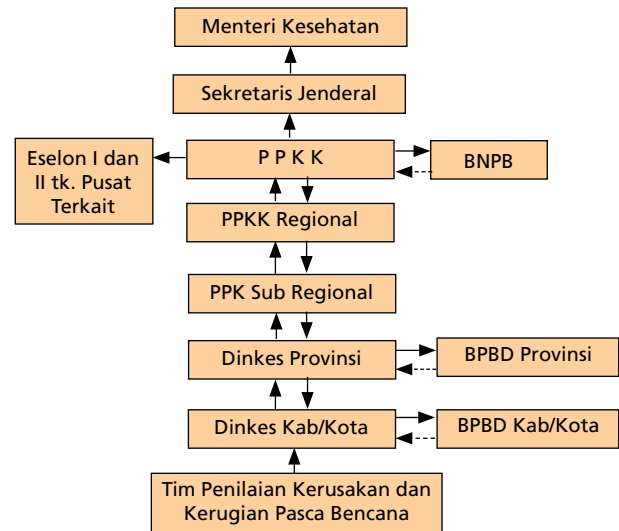 Menteri Kesehatan
Sekretaris Jenderal
Eselon I dan
II tk. Pusat
Terkait
P P K K
BNPB
PPKK Regional
PPK Sub Regional
Dinkes Provinsi
BPBD Provinsi
Dinkes Kab/Kota
BPBD Kab/Kota
Tim Penilaian Kerusakan dan
Kerugian Pasca Bencana